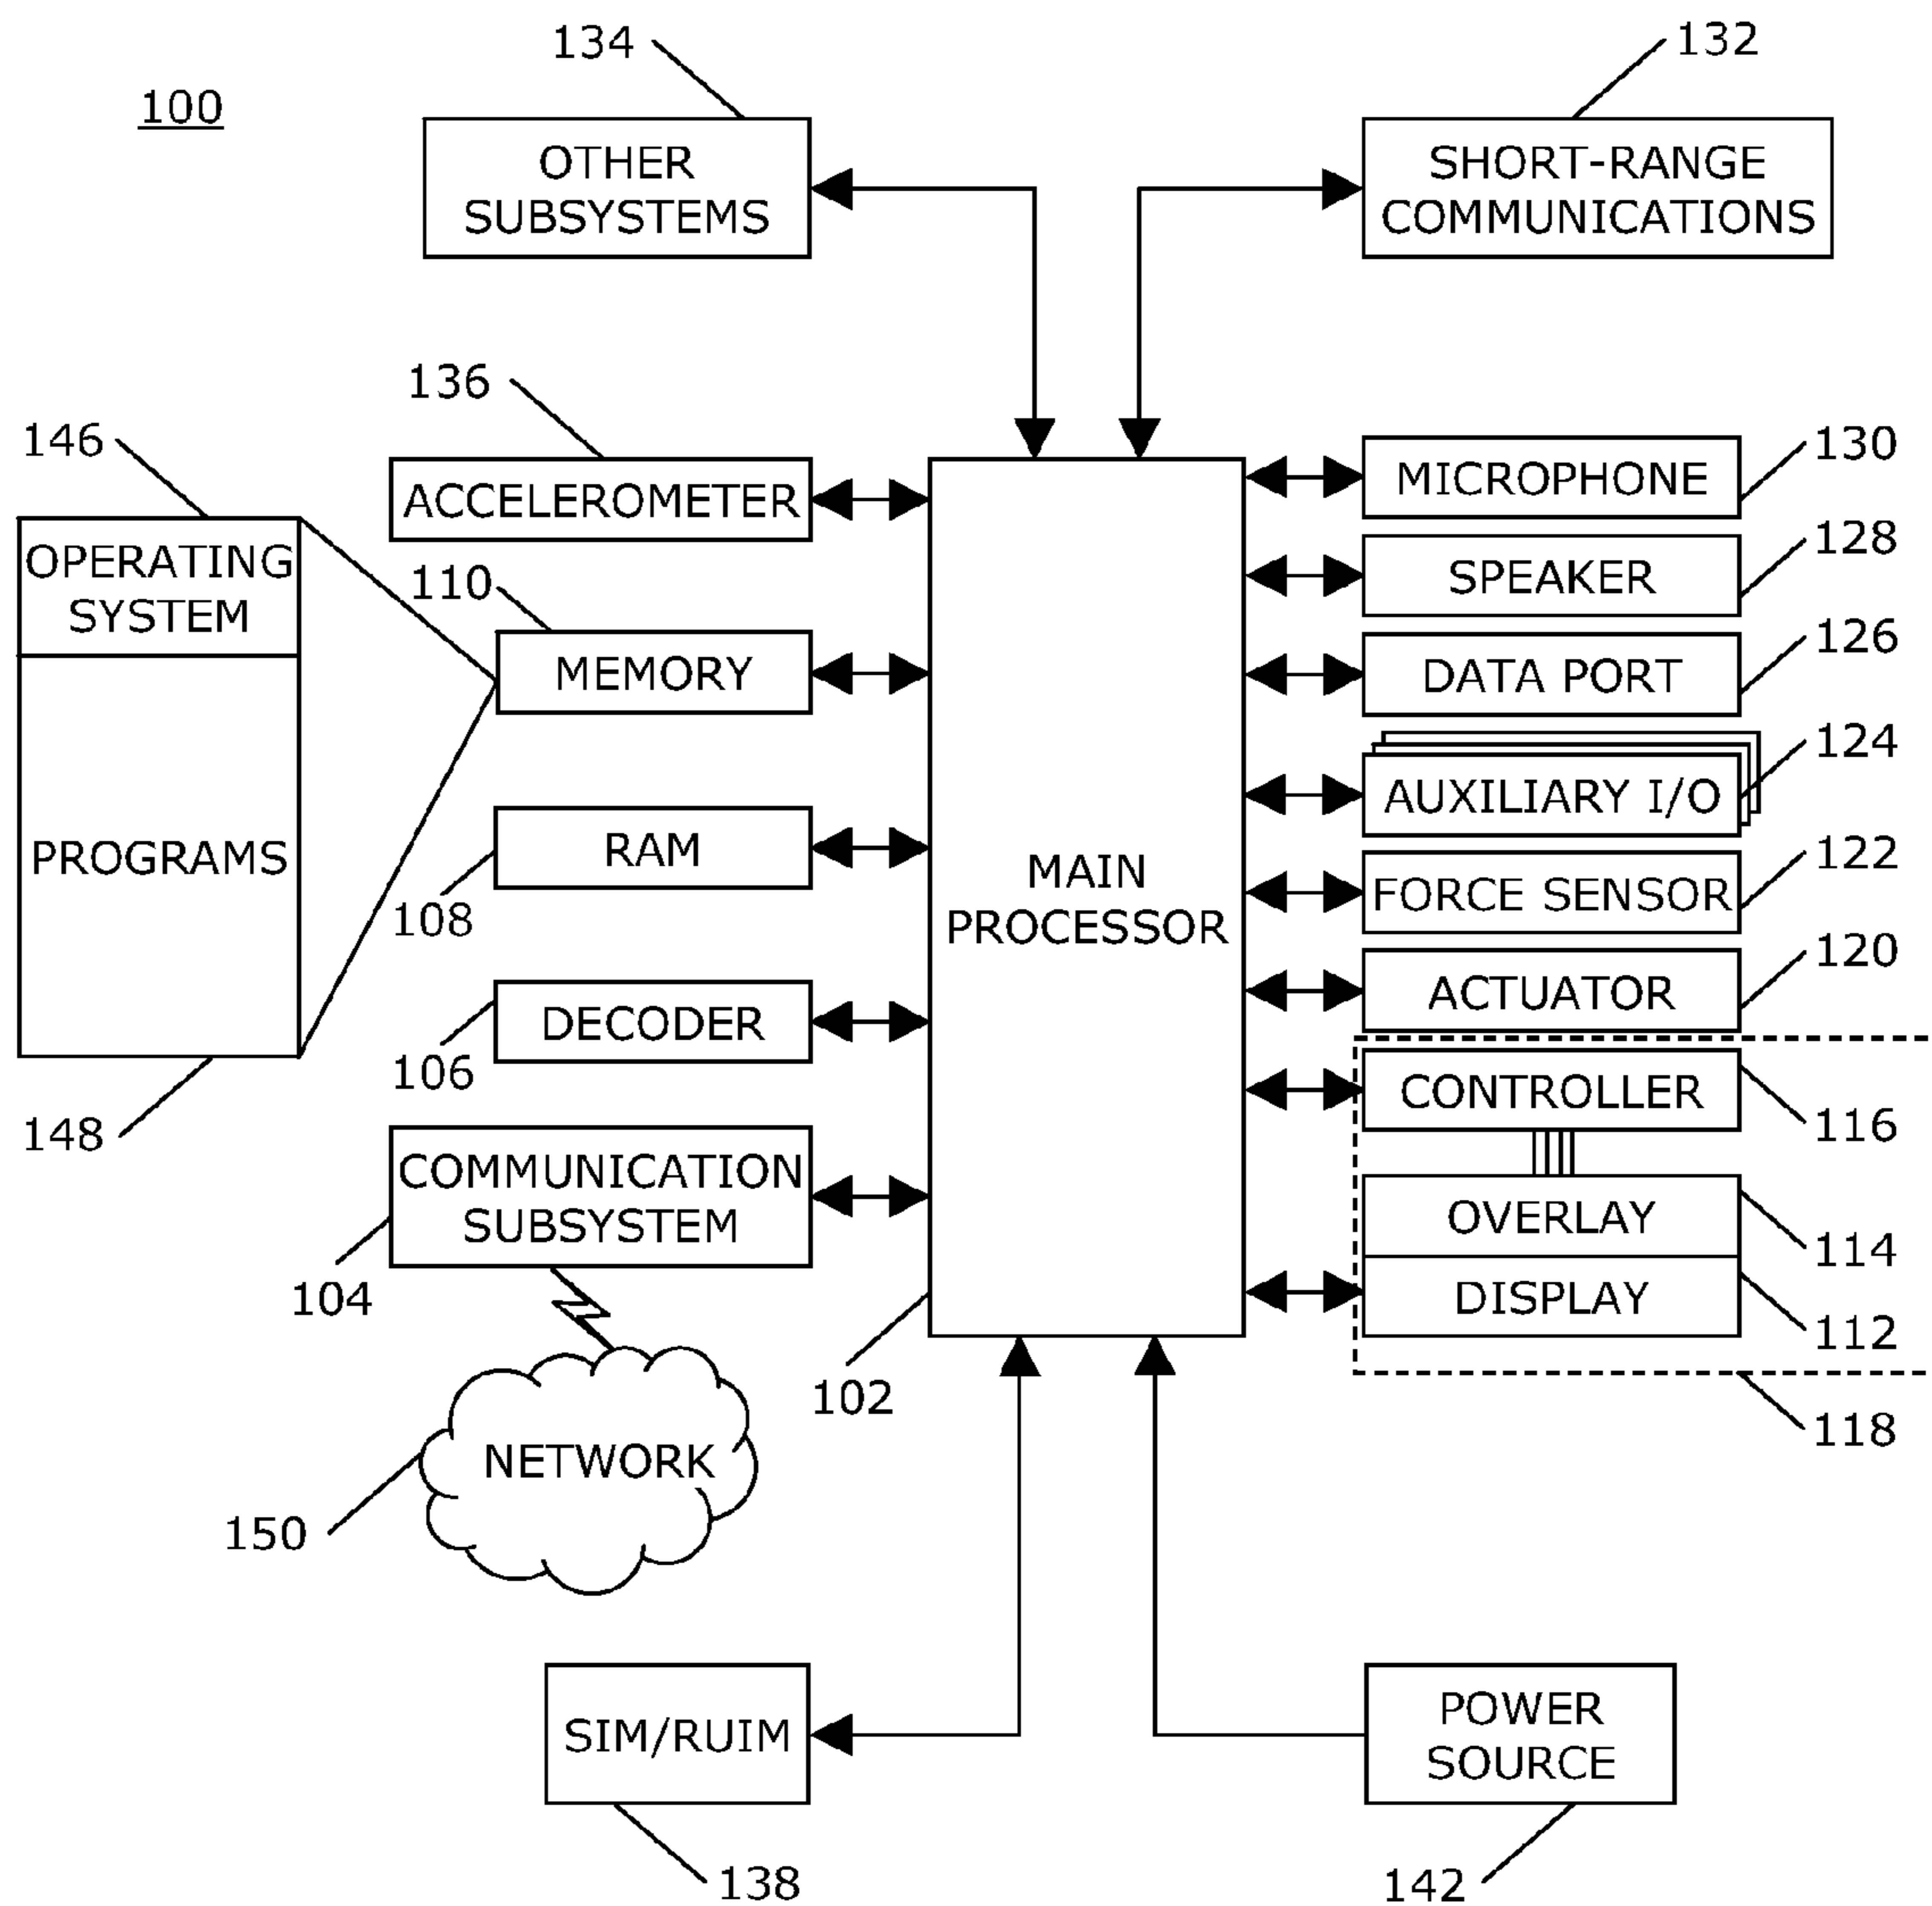 134
132
100
OTHER
SUBSYSTEMS
SHORT-RANGE
COMMUNICATIONS
136
146
130
ACCELEROMETER
MICROPHONE
OPERATING
SYSTEM
110
128
SPEAKER
MEMORY
126
DATA PORT
124
AUXILIARY I/O
PROGRAMS
RAM
108
MAIN
PROCESSOR
122
FORCE SENSOR
120
ACTUATOR
DECODER
106
CONTROLLER
116
148
COMMUNICATION
SUBSYSTEM
104
OVERLAY
114
DISPLAY
112
102
118
NETWORK
150
SIM/RUIM
POWER
SOURCE
138
142